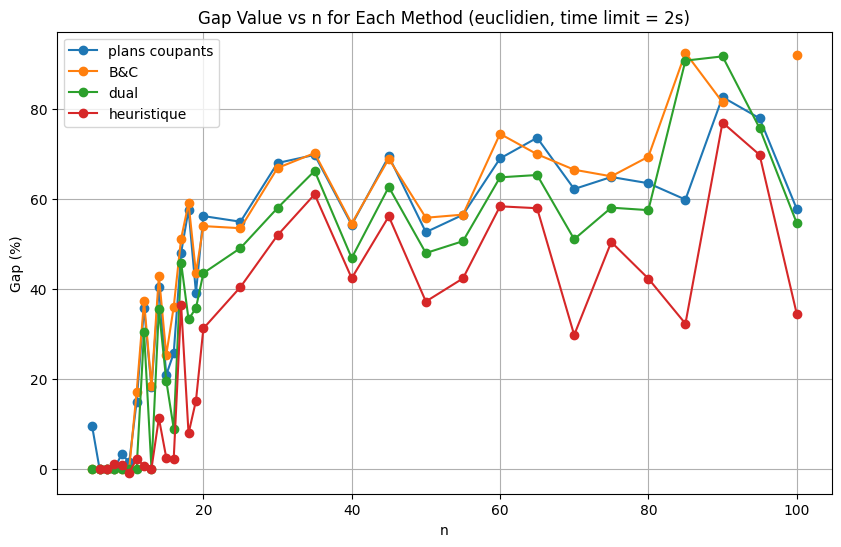 Gap Value vs n for Each Method (euclidien, time limit = 2s)
plans coupants
B&C
dual
heuristique
Gap (%)
80
60
40
20
0
20 40 60 80 100
n